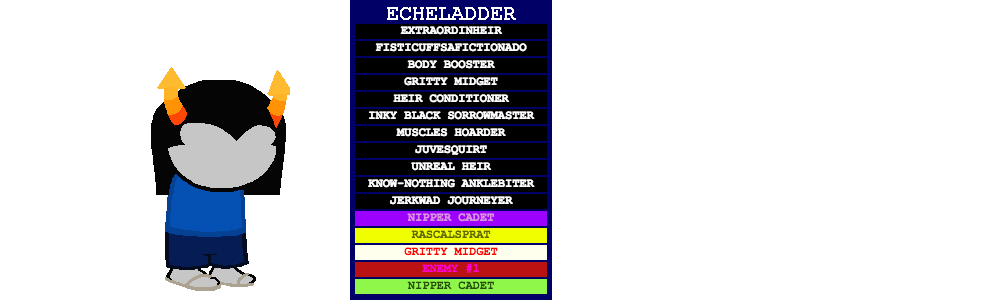 ECHELADDER
EXTRAORDINHEIR
FISTICUFFSAFICTIONADO
BODY BOOSTER
GRITTY MIDGET
HEIR CONDITIONER
INKY BLACK SORROWMASTER
MUSCLES HOARDER
JUVESQUIRT
UNREAL HEIR
KNOW-NOTHING ANKLEBITER
JERKWAD JOURNEYER
NIPPER CADET
RASCALSPRAT
GRITTY MIDGET
ENEMY #1
NIPPER CADET